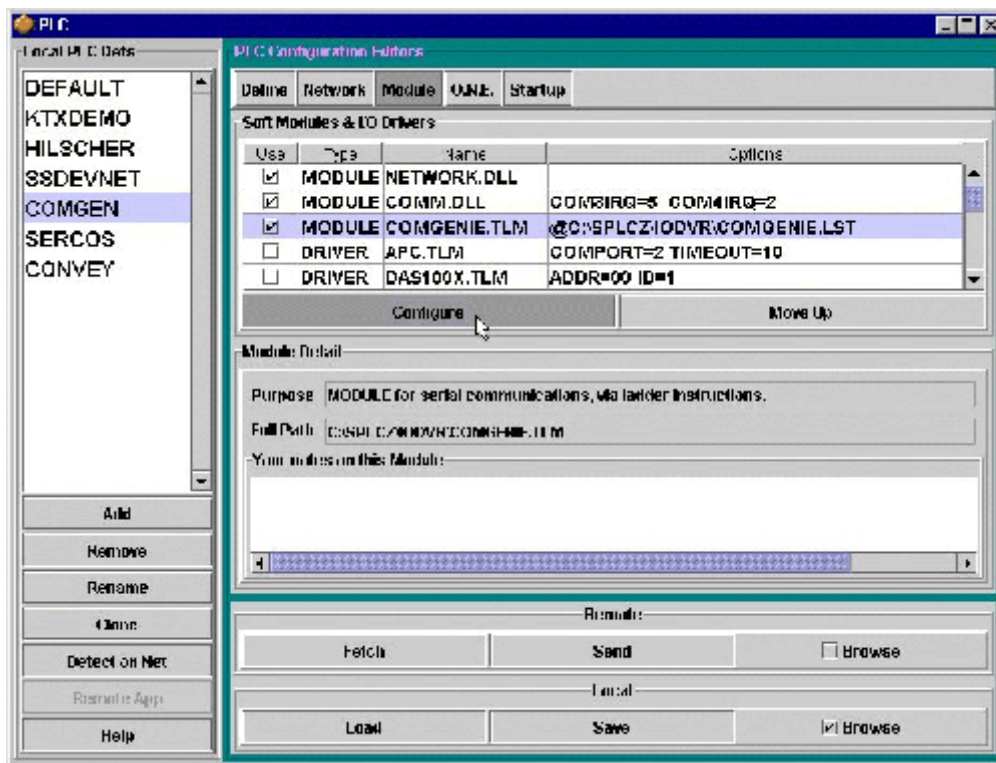 PLC
Local PLC Defs
DEFAULT
KTXDEMO
HILSCHER
SSDEVNET
COMGEN
SERCOS
CONVEY
Add
Remove
Rename
Clone
Detect on Net
Remote App
Help
PLC Configuration Editors
Define Network Module O.N.E. Startup
Soft Modules & I/O Drivers
Use Type Name Options
MODULE NETWORK.DLL
MODULE COMM.DLL COM3IRQ=5 COM4IRQ=2
MODULE COMGENIE.TLM @C:\SPLCZ\IODVR\COMGENIE.LST
DRIVER APC.TLM COMPORT=2 TIMEOUT=10
DRIVER DAS100X.TLM ADDR=00 ID=1
Configure Move Up
Module Detail
Purpose MODULE for serial communications, via ladder instructions.
Full Path C:\SPLCZ\IODVR\COMGENIE.TLM
Your notes on this Module
Remote
Fetch Send Browse
Local
Load Save Browse